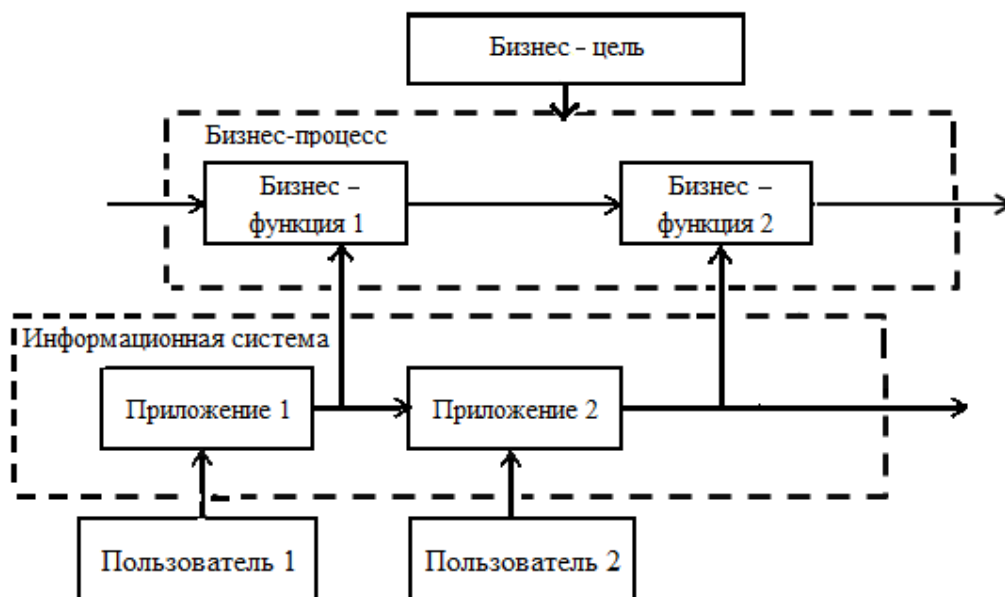 Бизнес – цель
Бизнес-процесс
Бизнес –
функция 1
Бизнес –
функция 2
Информационная система
Приложение 1
Приложение 2
Пользователь 1
Пользователь 2